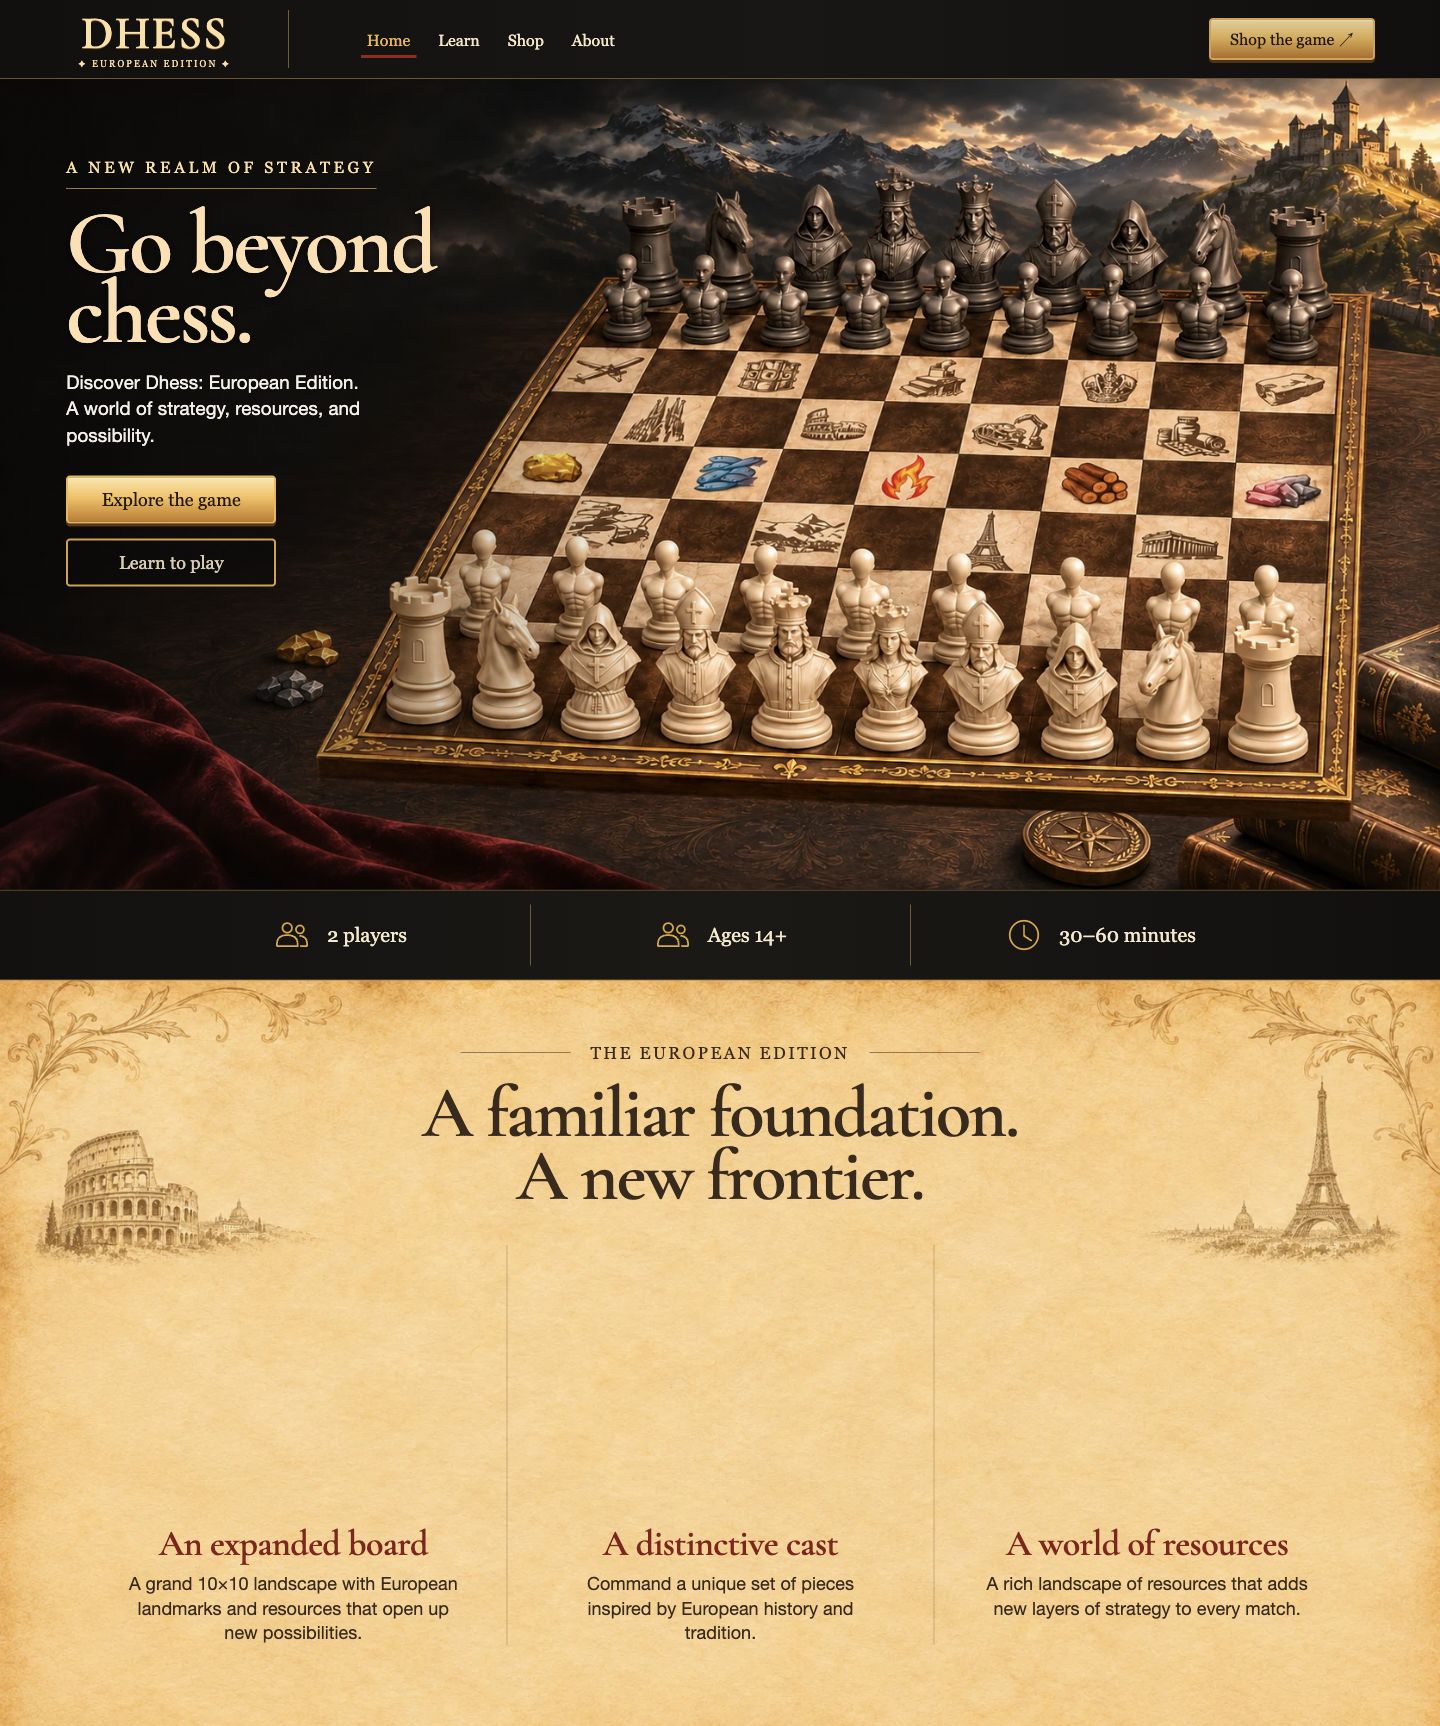 DHESS
✦ EUROPEAN EDITION ✦
Home
Learn
Shop
About
Shop the game ↗
A NEW REALM OF STRATEGY
Go beyond
chess.
Discover Dhess: European Edition.
A world of strategy, resources, and
possibility.
Explore the game
Learn to play
2 players
Ages 14+
30–60 minutes
THE EUROPEAN EDITION
A familiar foundation.
A new frontier.
An expanded board
A grand 10×10 landscape with European
landmarks and resources that open up
new possibilities.
A distinctive cast
Command a unique set of pieces
inspired by European history and
tradition.
A world of resources
A rich landscape of resources that adds
new layers of strategy to every match.